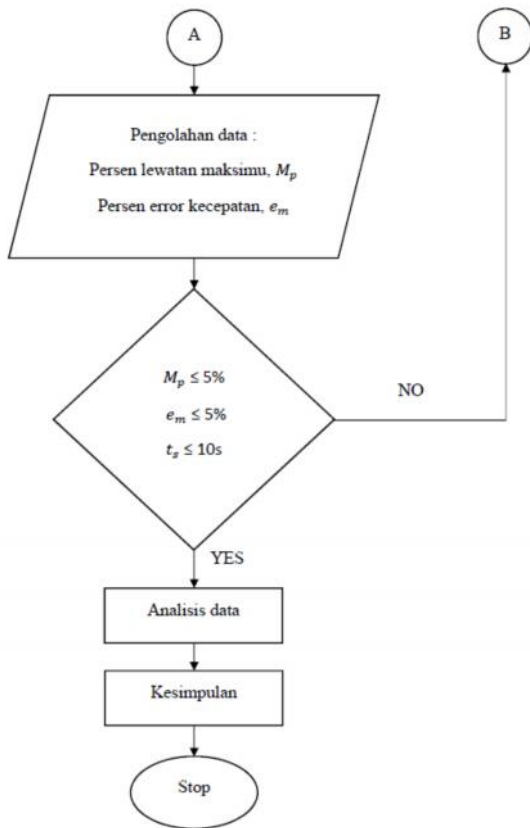 A
B
Pengolahan data :
Persen lewatan maksimu, $M_p$
Persen error kecepatan, $e_m$
$M_p$ ≤ 5%
$e_m$ ≤ 5%
$t_s$ ≤ 10s
NO
YES
Analisis data
Kesimpulan
Stop